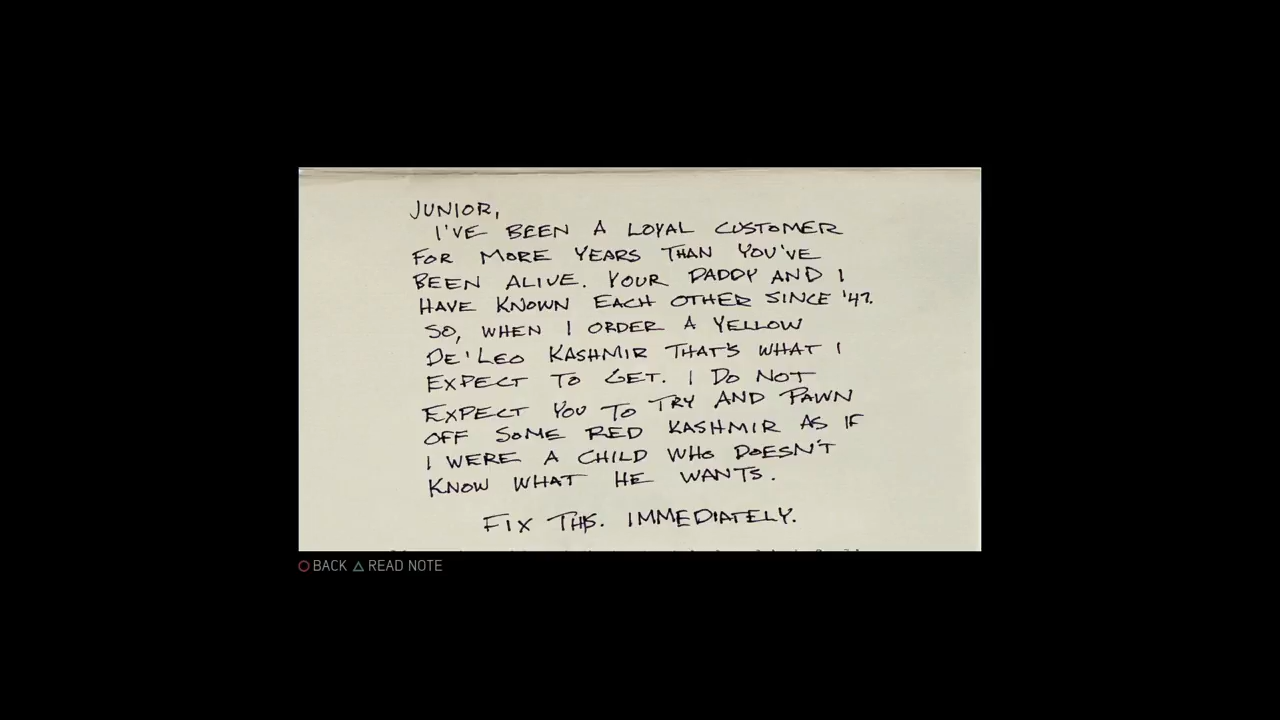 JUNIOR,
I'VE BEEN A LOYAL CUSTOMER
FOR MORE YEARS THAN YOU'VE
BEEN ALIVE. YOUR DADDY AND I
HAVE KNOWN EACH OTHER SINCE '47.
SO, WHEN I ORDER A YELLOW
DE'LEO KASHMIR THAT'S WHAT I
EXPECT TO GET. I DO NOT
EXPECT YOU TO TRY AND PAWN
OFF SOME RED KASHMIR AS IF
I WERE A CHILD WHO DOESN'T
KNOW WHAT HE WANTS.
FIX THIS. IMMEDIATELY.
BACK READ NOTE